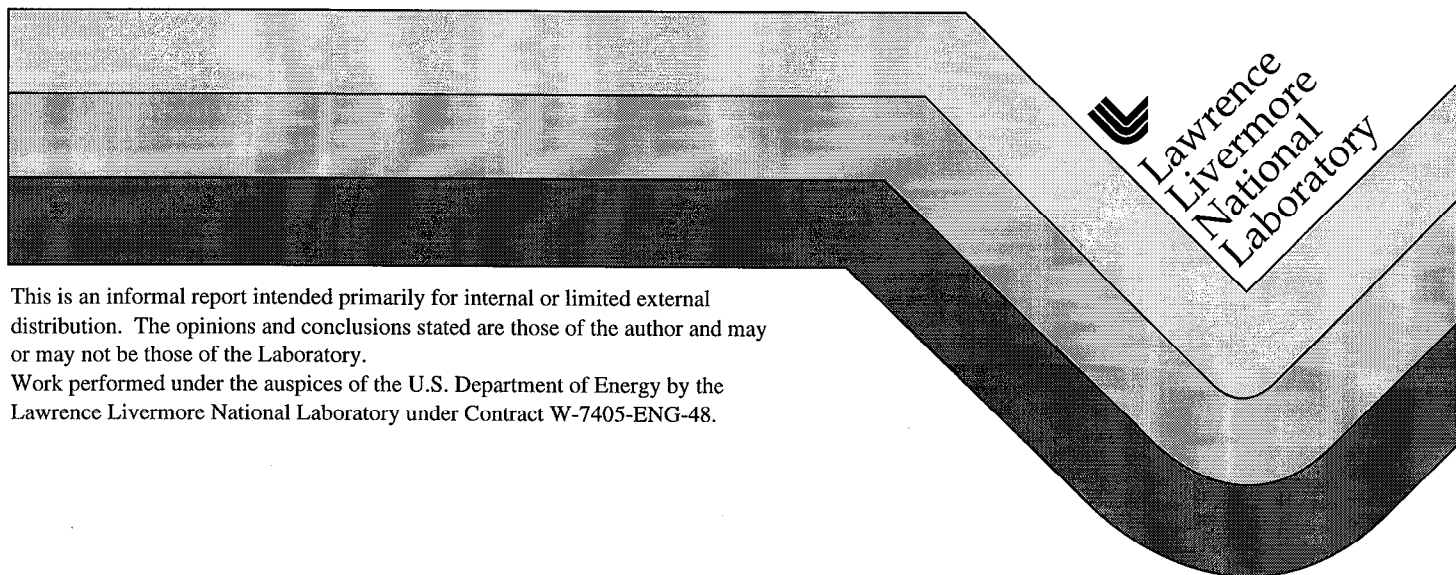 Lawrence
Livermore
National
Laboratory
This is an informal report intended primarily for internal or limited external
distribution. The opinions and conclusions stated are those of the author and may
or may not be those of the Laboratory.
Work performed under the auspices of the U.S. Department of Energy by the
Lawrence Livermore National Laboratory under Contract W-7405-ENG-48.